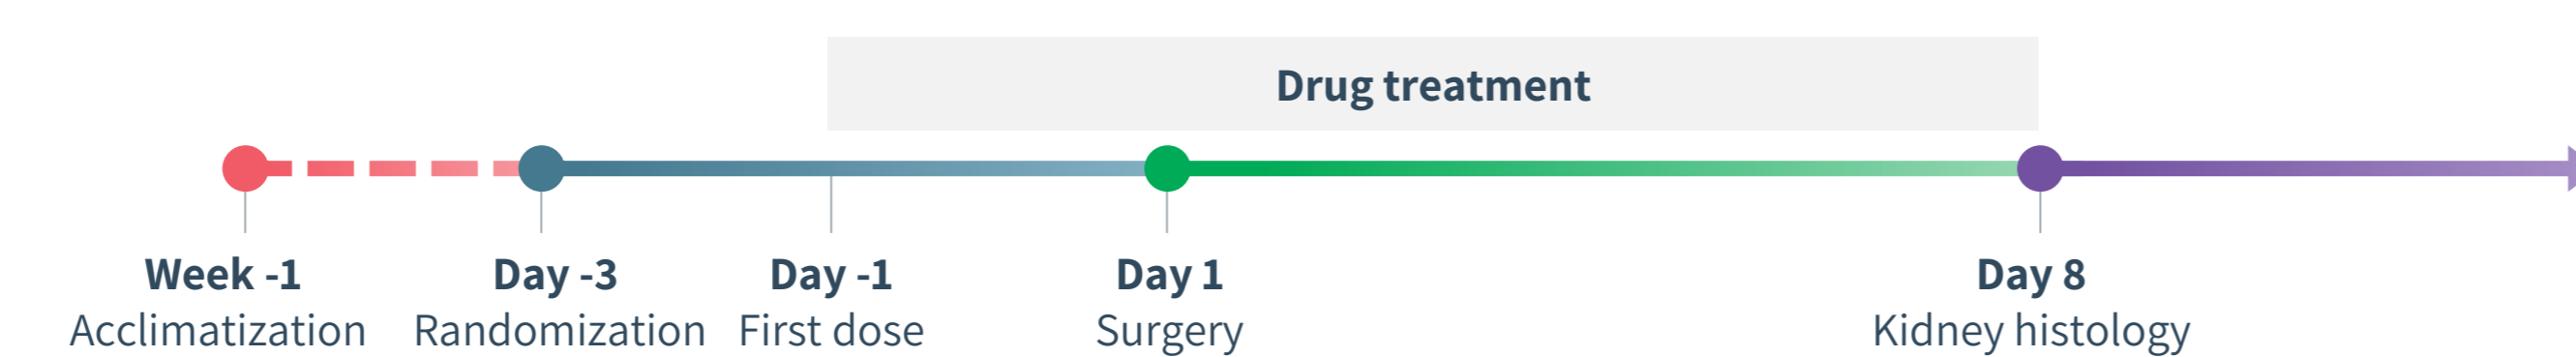 Drug treatment
Week -1
Acclimatization
Day -3
Randomization
Day -1
First dose
Day 1
Surgery
Day 8
Kidney histology